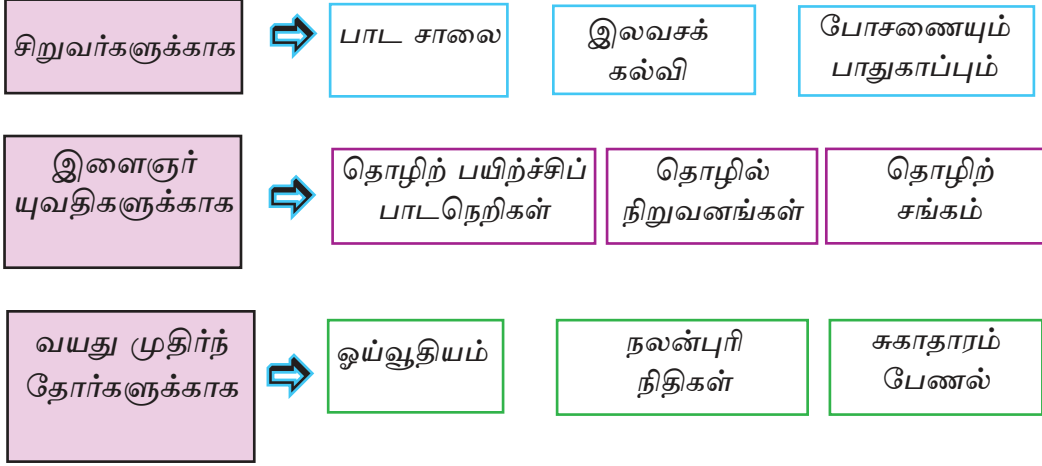 சிறுவர்களுக்காக
பாட சாலை
இலவசக்
கல்வி
போசணையும்
பாதுகாப்பும்
இளைஞர்
யுவதிகளுக்காக
தொழிற் பயிற்ச்சிப்
பாடநெறிகள்
தொழில்
நிறுவனங்கள்
தொழிற்
சங்கம்
வயது முதிர்ந்
தோர்களுக்காக
ஓய்வூதியம்
நலன்புரி
நிதிகள்
சுகாதாரம்
பேணல்